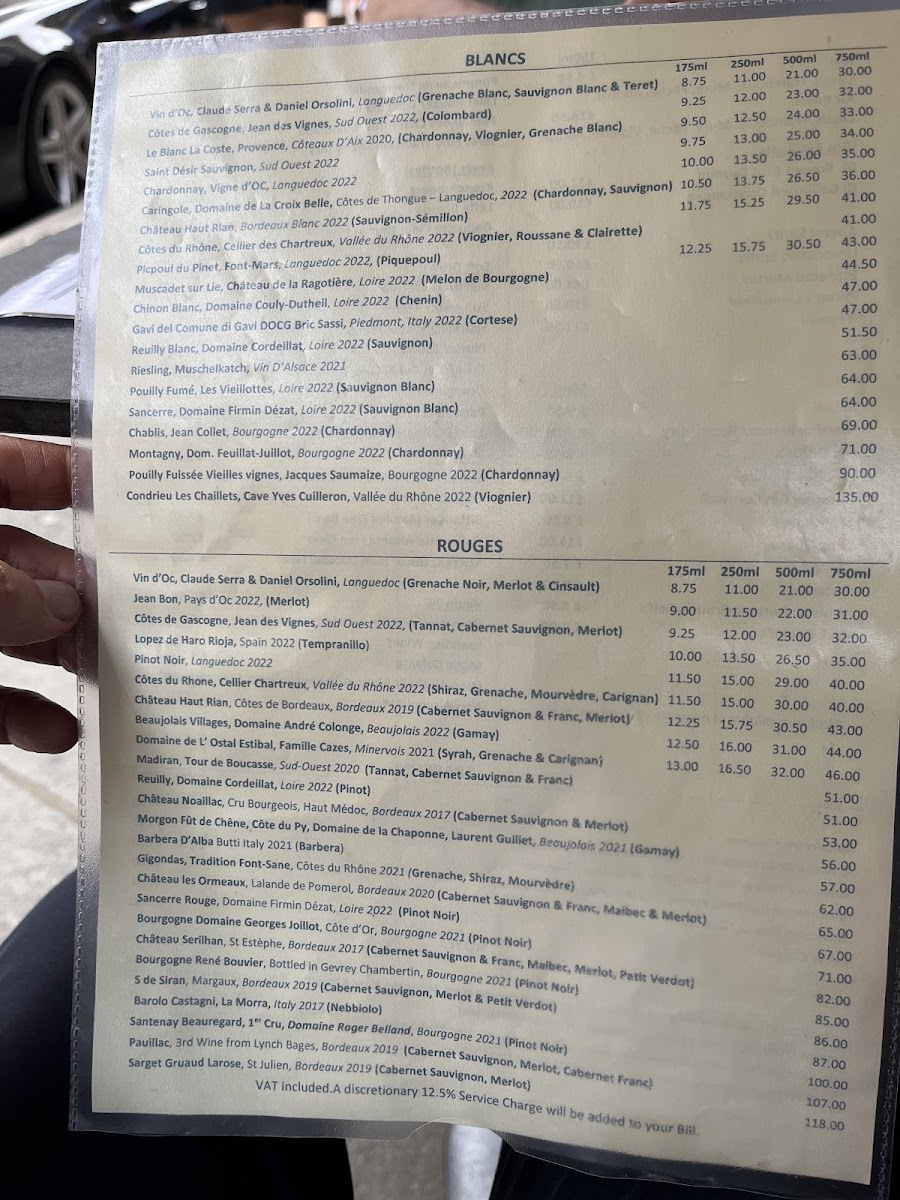 BLANCS
175ml 250ml 500ml 750ml
Vin d'Oc, Claude Serra & Daniel Orsolini, Languedoc (Grenache Blanc, Sauvignon Blanc & Teret) 8.75 11.00 21.00 30.00
Côtes de Gascogne, Jean des Vignes, Sud Ouest 2022, (Colombard) 9.25 12.00 23.00 32.00
Le Blanc La Coste, Provence, Côteaux D'Aix 2020, (Chardonnay, Viognier, Grenache Blanc) 9.50 12.50 24.00 33.00
Saint Désir Sauvignon, Sud Ouest 2022 9.75 13.00 25.00 34.00
Chardonnay, Vigne d'OC, Languedoc 2022 10.00 13.50 26.00 35.00
Caringole, Domaine de La Croix Belle, Côtes de Thongue – Languedoc, 2022 (Chardonnay, Sauvignon) 10.50 13.75 26.50 36.00
Château Haut Rian, Bordeaux Blanc 2022 (Sauvignon-Sémillon) 11.75 15.25 29.50 41.00
Côtes du Rhône, Cellier des Chartreux, Vallée du Rhône 2022 (Viognier, Roussane & Clairette) 41.00
Picpoul du Pinet, Font-Mars, Languedoc 2022, (Piquepoul) 12.25 15.75 30.50 43.00
Muscadet sur Lie, Château de la Ragotière, Loire 2022 (Melon de Bourgogne) 44.50
Chinon Blanc, Domaine Couly-Dutheil, Loire 2022 (Chenin) 47.00
Gavi del Comune di Gavi DOCG Bric Sassi, Piedmont, Italy 2022 (Cortese) 47.00
Reuilly Blanc, Domaine Cordeillat, Loire 2022 (Sauvignon) 51.50
Riesling, Muschelkatch, Vin D'Alsace 2021 63.00
Pouilly Fumé, Les Vieillottes, Loire 2022 (Sauvignon Blanc) 64.00
Sancerre, Domaine Firmin Dézat, Loire 2022 (Sauvignon Blanc) 64.00
Chablis, Jean Collet, Bourgogne 2022 (Chardonnay) 69.00
Montagny, Dom. Feuillat-Juillot, Bourgogne 2022 (Chardonnay) 71.00
Pouilly Fuissée Vieilles vignes, Jacques Saumaize, Bourgogne 2022 (Chardonnay) 90.00
Condrieu Les Chaillets, Cave Yves Cuilleron, Vallée du Rhône 2022 (Viognier) 135.00
ROUGES
175ml 250ml 500ml 750ml
Vin d'Oc, Claude Serra & Daniel Orsolini, Languedoc (Grenache Noir, Merlot & Cinsault) 8.75 11.00 21.00 30.00
Jean Bon, Pays d'Oc 2022, (Merlot) 9.00 11.50 22.00 31.00
Côtes de Gascogne, Jean des Vignes, Sud Ouest 2022, (Tannat, Cabernet Sauvignon, Merlot) 9.25 12.00 23.00 32.00
Lopez de Haro Rioja, Spain 2022 (Tempranillo) 10.00 13.50 26.50 35.00
Pinot Noir, Languedoc 2022 11.50 15.00 29.00 40.00
Côtes du Rhone, Cellier Chartreux, Vallée du Rhône 2022 (Shiraz, Grenache, Mourvèdre, Carignan) 11.50 15.00 30.00 40.00
Château Haut Rian, Côtes de Bordeaux, Bordeaux 2019 (Cabernet Sauvignon & Franc, Merlot) 12.25 15.75 30.50 43.00
Beaujolais Villages, Domaine André Colonge, Beaujolais 2022 (Gamay) 12.50 16.00 31.00 44.00
Domaine de L' Ostal Estibal, Famille Cazes, Minervois 2021 (Syrah, Grenache & Carignan) 13.00 16.50 32.00 46.00
Madiran, Tour de Boucasse, Sud-Ouest 2020 (Tannat, Cabernet Sauvignon & Franc) 51.00
Reuilly, Domaine Cordeillat, Loire 2022 (Pinot) 51.00
Château Noaillac, Cru Bourgeois, Haut Médoc, Bordeaux 2017 (Cabernet Sauvignon & Merlot) 53.00
Morgon Fût de Chêne, Côte du Py, Domaine de la Chaponne, Laurent Gulliet, Beaujolais 2021 (Gamay) 56.00
Barbera D'Alba Butti Italy 2021 (Barbera) 57.00
Gigondas, Tradition Font-Sane, Côtes du Rhône 2021 (Grenache, Shiraz, Mourvèdre) 62.00
Château les Ormeaux, Lalande de Pomerol, Bordeaux 2020 (Cabernet Sauvignon & Franc, Malbec & Merlot) 65.00
Sancerre Rouge, Domaine Firmin Dézat, Loire 2022 (Pinot Noir) 67.00
Bourgogne Domaine Georges Joillot, Côte d'Or, Bourgogne 2021 (Pinot Noir) 71.00
Château Serilhan, St Estèphe, Bordeaux 2017 (Cabernet Sauvignon & Franc, Malbec, Merlot, Petit Verdot) 82.00
Bourgogne René Bouvier, Bottled in Gevrey Chambertin, Bourgogne 2021 (Pinot Noir) 85.00
S de Siran, Margaux, Bordeaux 2019 (Cabernet Sauvignon, Merlot & Petit Verdot) 86.00
Barolo Castagni, La Morra, Italy 2017 (Nebbiolo) 87.00
Santenay Beauregard, 1er Cru, Domaine Roger Belland, Bourgogne 2021 (Pinot Noir) 100.00
Pauillac, 3rd Wine from Lynch Bages, Bordeaux 2019 (Cabernet Sauvignon, Merlot, Cabernet Franc) 107.00
Sarget Gruaud Larose, St Julien, Bordeaux 2019 (Cabernet Sauvignon, Merlot) 118.00
VAT included.A discretionary 12.5% Service Charge will be added to your Bill.